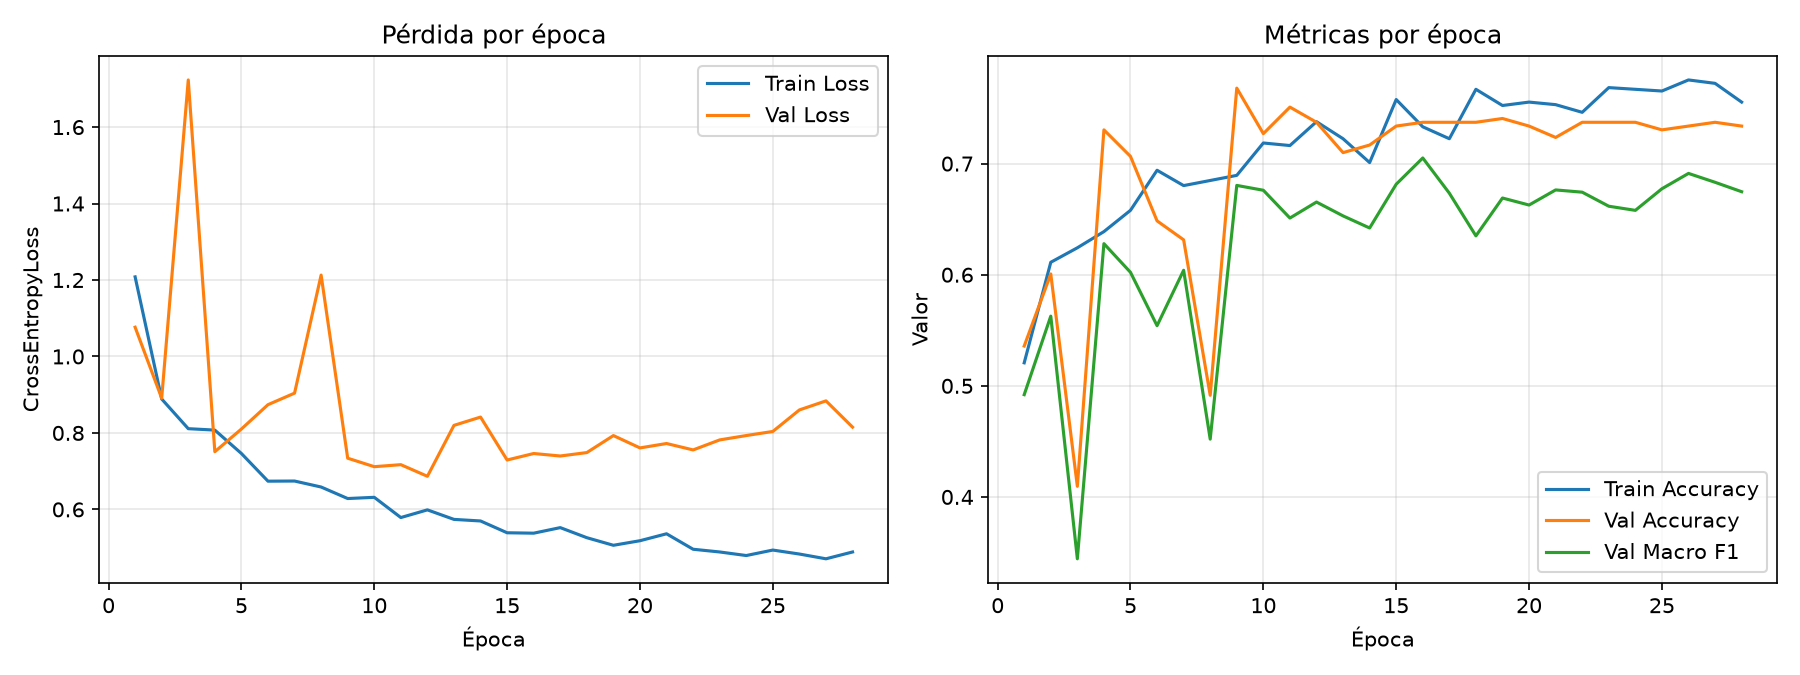 Pérdida por época
CrossEntropyLoss
1.6
1.4
1.2
1.0
0.8
0.6
0
5
10
15
20
25
Época
Train Loss
Val Loss
Métricas por época
Valor
0.7
0.6
0.5
0.4
0
5
10
15
20
25
Época
Train Accuracy
Val Accuracy
Val Macro F1